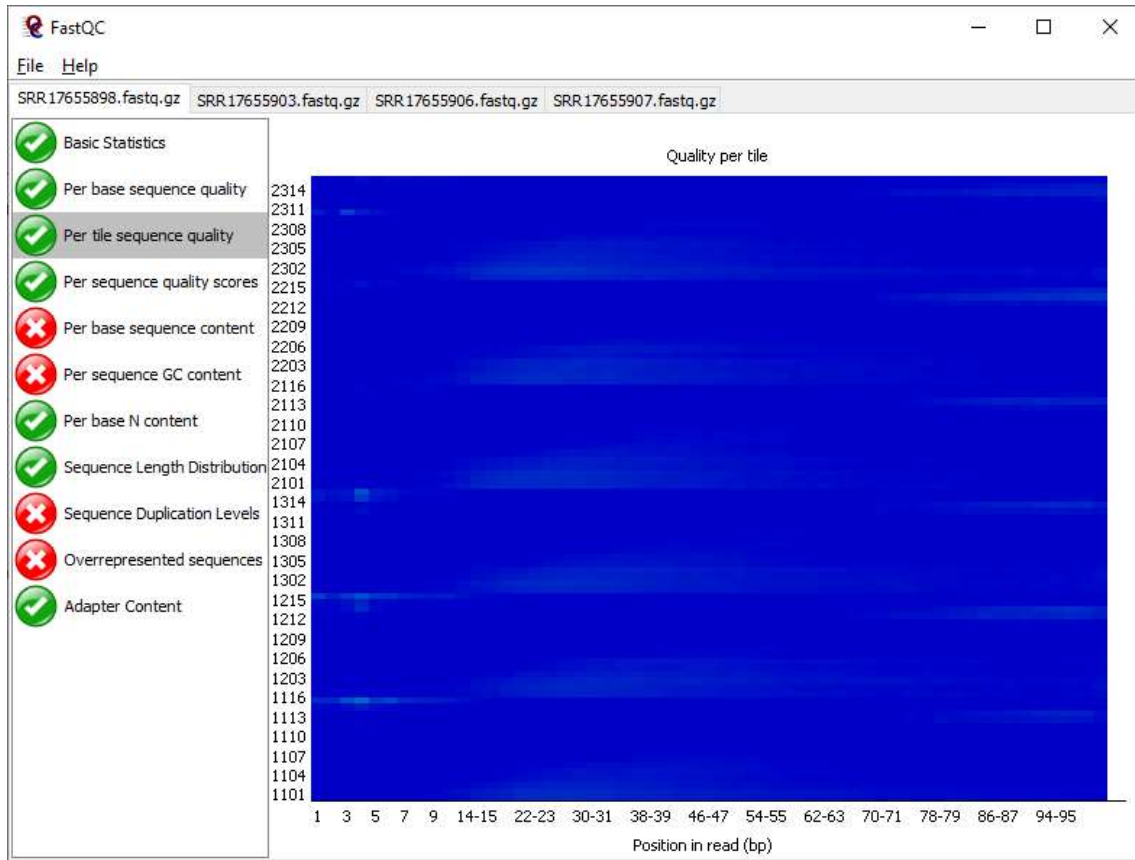 FastQC
File Help
SRR17655898.fastq.gz SRR17655903.fastq.gz SRR17655906.fastq.gz SRR17655907.fastq.gz
Basic Statistics
Per base sequence quality
Per tile sequence quality
Per sequence quality scores
Per base sequence content
Per sequence GC content
Per base N content
Sequence Length Distribution
Sequence Duplication Levels
Overrepresented sequences
Adapter Content
Quality per tile
2314
2311
2308
2305
2302
2215
2212
2209
2206
2203
2116
2113
2110
2107
2104
2101
1314
1311
1308
1305
1302
1215
1212
1209
1206
1203
1116
1113
1110
1107
1104
1101
1 3 5 7 9 14-15 22-23 30-31 38-39 46-47 54-55 62-63 70-71 78-79 86-87 94-95
Position in read (bp)